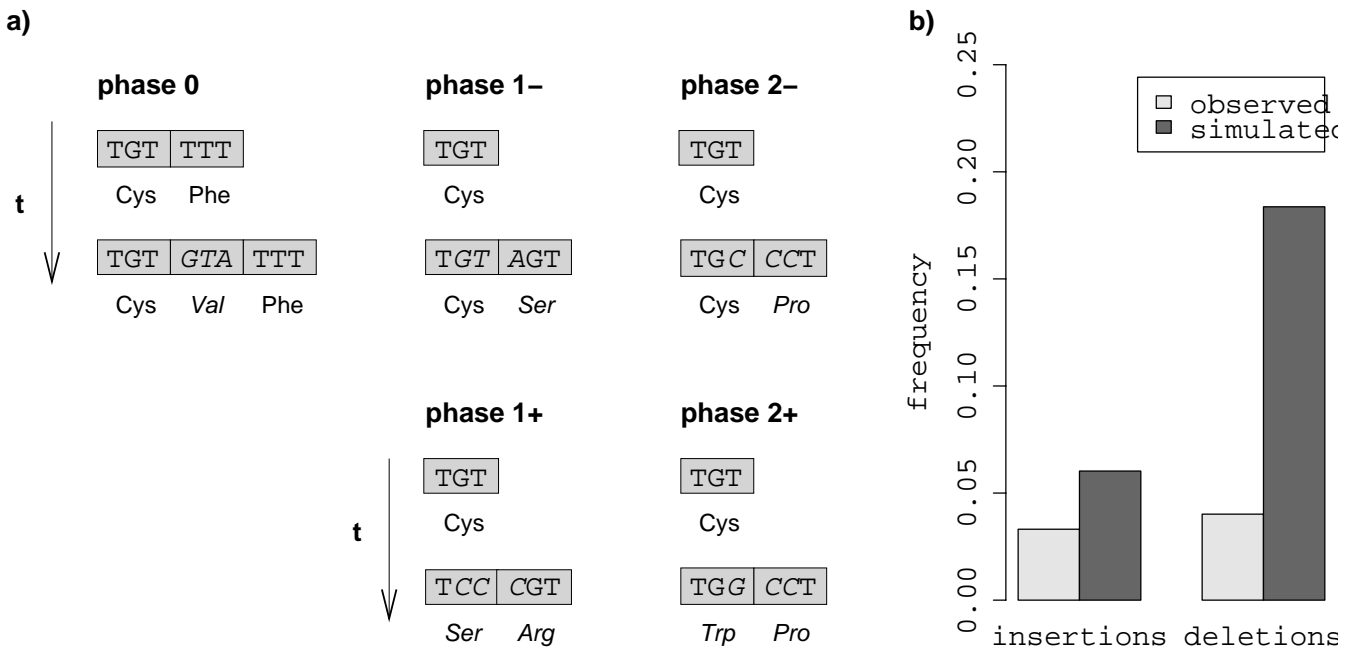 a)
phase 0
phase 1–
phase 2–
t
TGT TTT
Cys Phe
TGT GTA TTT
Cys Val Phe
TGT
Cys
TGT AGT
Cys Ser
TGT
Cys
TGC CCT
Cys Pro
phase 1+
phase 2+
t
TGT
Cys
TCC CGT
Ser Arg
TGT
Cys
TGG CCT
Trp Pro
b)
frequency
0.25
0.20
0.15
0.10
0.05
0.00
observed
simulated
insertions deletions